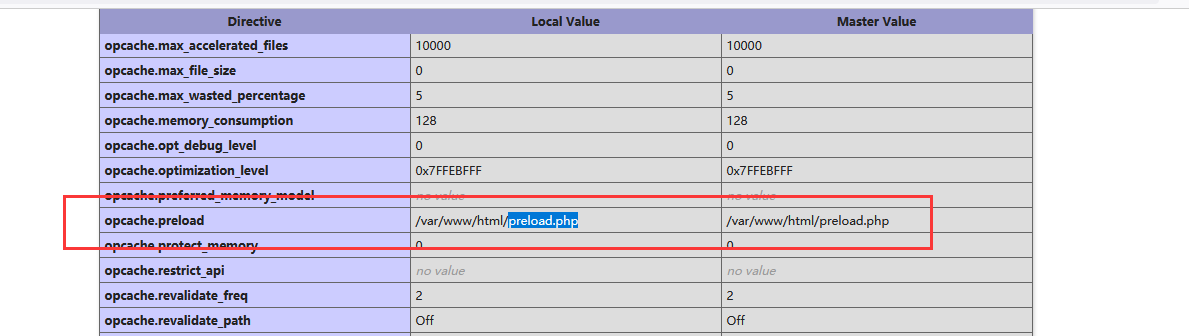 Directive Local Value Master Value
opcache.max_accelerated_files 10000 10000
opcache.max_file_size 0 0
opcache.max_wasted_percentage 5 5
opcache.memory_consumption 128 128
opcache.opt_debug_level 0 0
opcache.optimization_level 0x7FFEBFFF 0x7FFEBFFF
opcache.preferred_memory_model no value no value
opcache.preload /var/www/html/preload.php /var/www/html/preload.php
opcache.protect_memory 0 0
opcache.restrict_api no value no value
opcache.revalidate_freq 2 2
opcache.revalidate_path Off Off